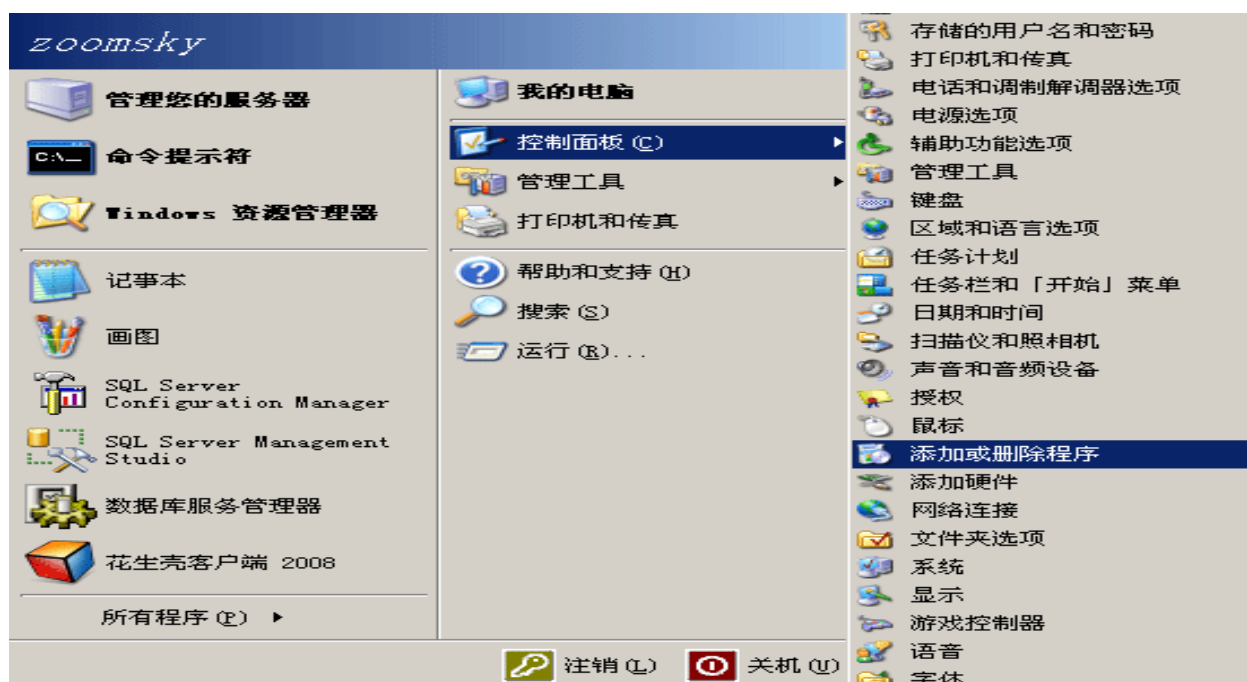 zoomsky
管理您的服务器
C:\_
命令提示符
Windows 资源管理器
记事本
画图
SQL Server
Configuration Manager
SQL Server Management
Studio
数据库服务管理器
花生壳客户端 2008
所有程序(P)
我的电脑
控制面板(C)
管理工具
打印机和传真
帮助和支持(H)
搜索(S)
运行(R)...
注销(L)
关机(U)
存储的用户名和密码
打印机和传真
电话和调制解调器选项
电源选项
辅助功能选项
管理工具
键盘
区域和语言选项
任务计划
任务栏和「开始」菜单
日期和时间
扫描仪和照相机
声音和音频设备
授权
鼠标
添加或删除程序
添加硬件
网络连接
文件夹选项
系统
显示
游戏控制器
语音
字体